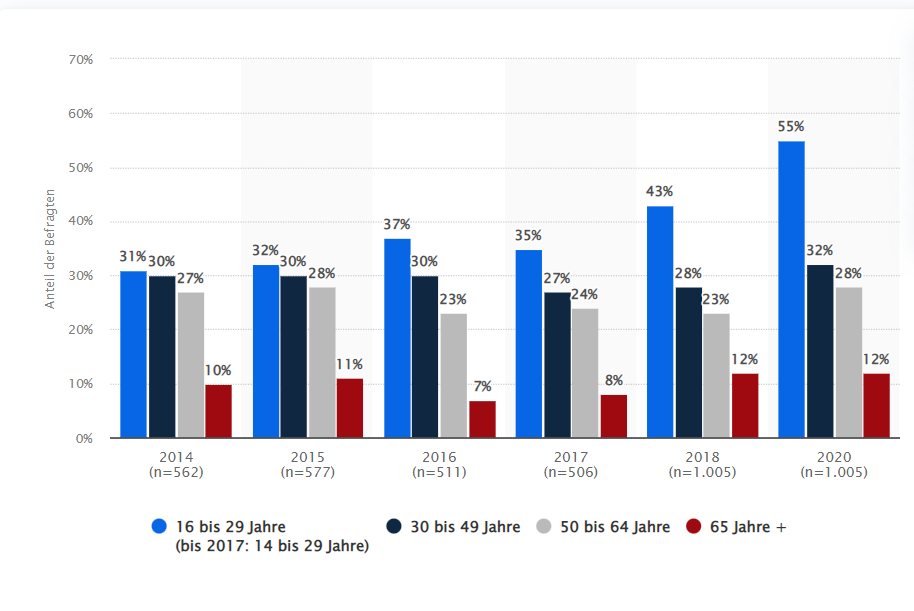 70%
60%
50%
40%
30%
20%
10%
0%
Anteil der Befragten
31% 30% 27% 10%
32% 30% 28% 11%
37% 30% 23% 7%
35% 27% 24% 8%
43% 28% 23% 12%
55% 32% 28% 12%
2014 2015 2016 2017 2018 2020
(n=562) (n=577) (n=511) (n=506) (n=1.005) (n=1.005)
16 bis 29 Jahre 30 bis 49 Jahre 50 bis 64 Jahre 65 Jahre +
(bis 2017: 14 bis 29 Jahre)